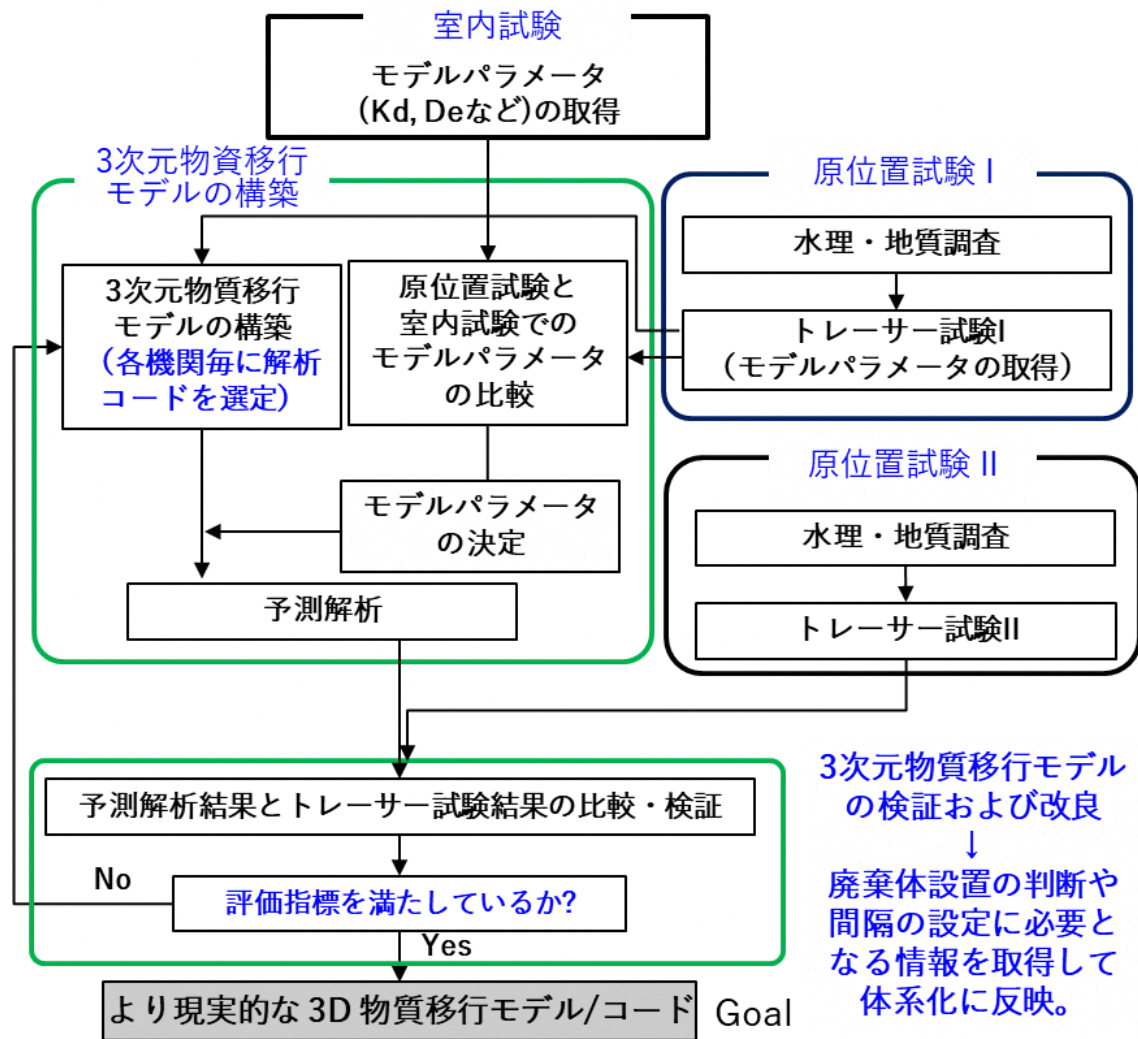 室内試験
モデルパラメータ
(Kd, Deなど)の取得
3次元物資移行
モデルの構築
3次元物質移行
モデルの構築
(各機関毎に解析
コードを選定)
原位置試験と
室内試験での
モデルパラメータ
の比較
モデルパラメータ
の決定
予測解析
原位置試験 I
水理・地質調査
トレーサー試験I
(モデルパラメータの取得)
原位置試験 II
水理・地質調査
トレーサー試験II
予測解析結果とトレーサー試験結果の比較・検証
No
評価指標を満たしているか?
Yes
より現実的な 3D 物質移行モデル/コード
Goal
3次元物質移行モデル
の検証および改良
↓
廃棄体設置の判断や
間隔の設定に必要と
なる情報を取得して
体系化に反映。